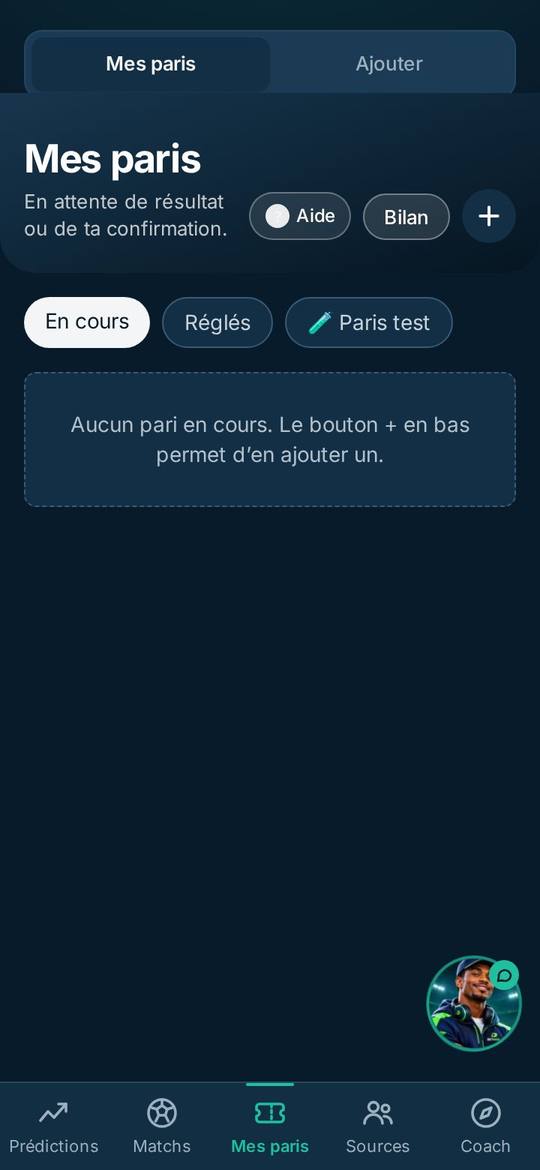 Mes paris
Ajouter
Mes paris
En attente de résultat
ou de ta confirmation.
Aide
Bilan
+
En cours
Réglés
Paris test
Aucun pari en cours. Le bouton + en bas
permet d’en ajouter un.
Prédictions
Matchs
Mes paris
Sources
Coach